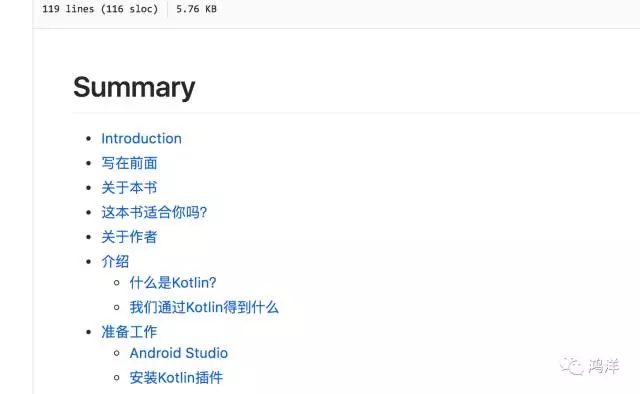 119 lines (116 sloc) 5.76 KB
Summary
Introduction
写在前面
关于本书
这本书适合你吗?
关于作者
介绍
什么是Kotlin?
我们通过Kotlin得到什么
准备工作
Android Studio
安装Kotlin插件
鸿洋